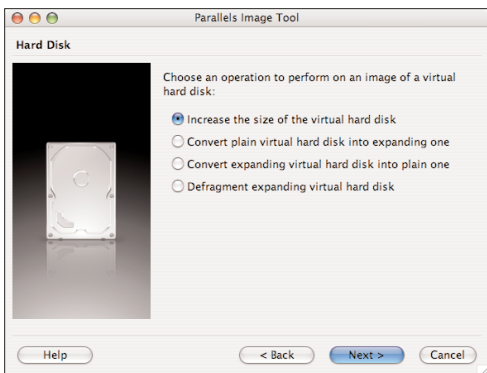 Parallels Image Tool
Hard Disk
Choose an operation to perform on an image of a virtual
hard disk:
Increase the size of the virtual hard disk
Convert plain virtual hard disk into expanding one
Convert expanding virtual hard disk into plain one
Defragment expanding virtual hard disk
Help
< Back
Next >
Cancel